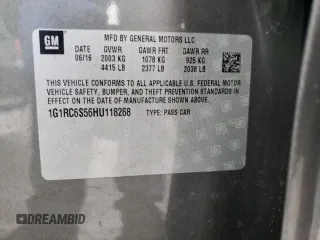 GM
MFD BY GENERAL MOTORS LLC
06/16 GVWR GAWR FRT GAWR RR
2003 KG 1078 KG 925 KG
4415 LB 2377 LB 2038 LB
THIS VEHICLE CONFORMS TO ALL APPLICABLE U.S. FEDERAL MOTOR
VEHICLE SAFETY, BUMPER, AND THEFT PREVENTION STANDARDS IN
EFFECT ON THE DATE OF MANUFACTURE SHOWN ABOVE.
1G1RC6S56HU118268 TYPE: PASS CAR
DREAMBID